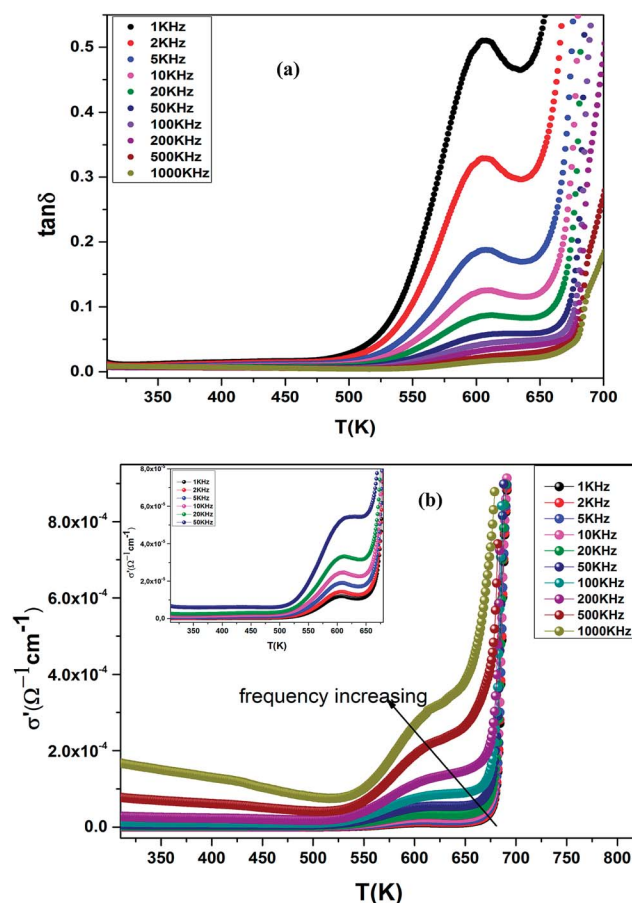 (a)
1KHz
2KHz
5KHz
10KHz
20KHz
50KHz
100KHz
200KHz
500KHz
1000KHz
tanδ
0.5
0.4
0.3
0.2
0.1
0.0
350 400 450 500 550 600 650 700
T(K)
(b)
8,0x10⁻⁵
6,0x10⁻⁵
4,0x10⁻⁵
2,0x10⁻⁵
0,0
1KHz
2KHz
5KHz
10KHz
20KHz
50KHz
σ'(Ω⁻¹cm⁻¹)
350 400 450 500 550 600 650
T(K)
1KHz
2KHz
5KHz
10KHz
20KHz
50KHz
100KHz
200KHz
500KHz
1000KHz
frequency increasing
σ'(Ω⁻¹cm⁻¹)
8.0x10⁻⁴
6.0x10⁻⁴
4.0x10⁻⁴
2.0x10⁻⁴
0.0
350 400 450 500 550 600 650 700 750 800
T(K)